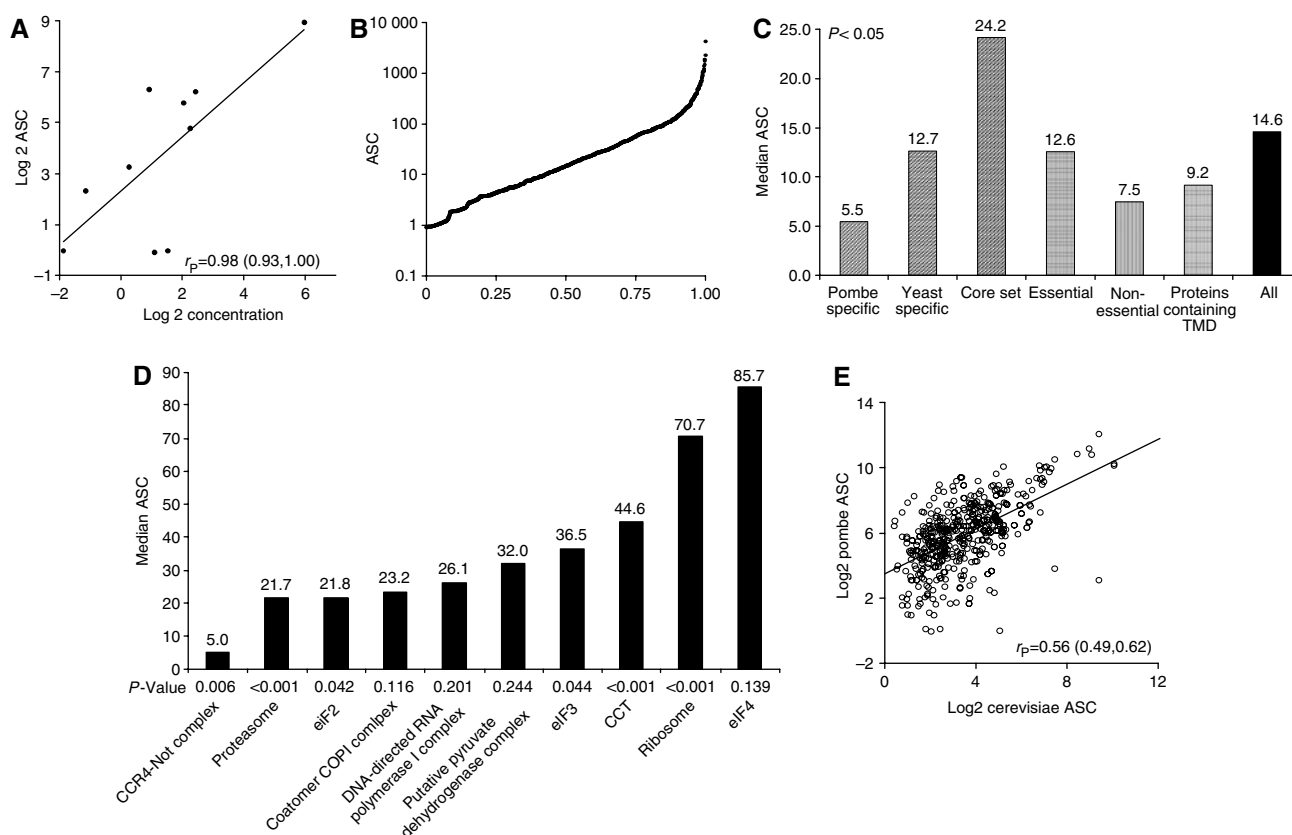 A
9
7
5
3
1
−1
Log 2 ASC
−2
0
2
4
6
Log 2 concentration
rP=0.98 (0.93,1.00)
B
10 000
1000
100
10
1
0.1
ASC
0
0.25
0.50
0.75
1.00
C
P< 0.05
25.0
20.0
15.0
10.0
5.0
0.0
Median ASC
5.5
12.7
24.2
12.6
7.5
9.2
14.6
Pombe
specific
Yeast
specific
Core set
Essential
Non-
essential
Proteins
containing
TMD
All
D
90
80
70
60
50
40
30
20
10
0
Median ASC
5.0
21.7
21.8
23.2
26.1
32.0
36.5
44.6
70.7
85.7
P-Value 0.006 <0.001 0.042 0.116 0.201 0.244 0.044 <0.001 <0.001 0.139
CCR4-Not complex
Proteasome
eiF2
Coatomer COPI comlpex
DNA-directed RNA
polymerase I complex
Putative pyruvate
dehydrogenase complex
eIF3
CCT
Ribosome
eIF4
E
14
10
6
2
−2
Log2 pombe ASC
0
4
8
12
Log2 cerevisiae ASC
rP=0.56 (0.49,0.62)